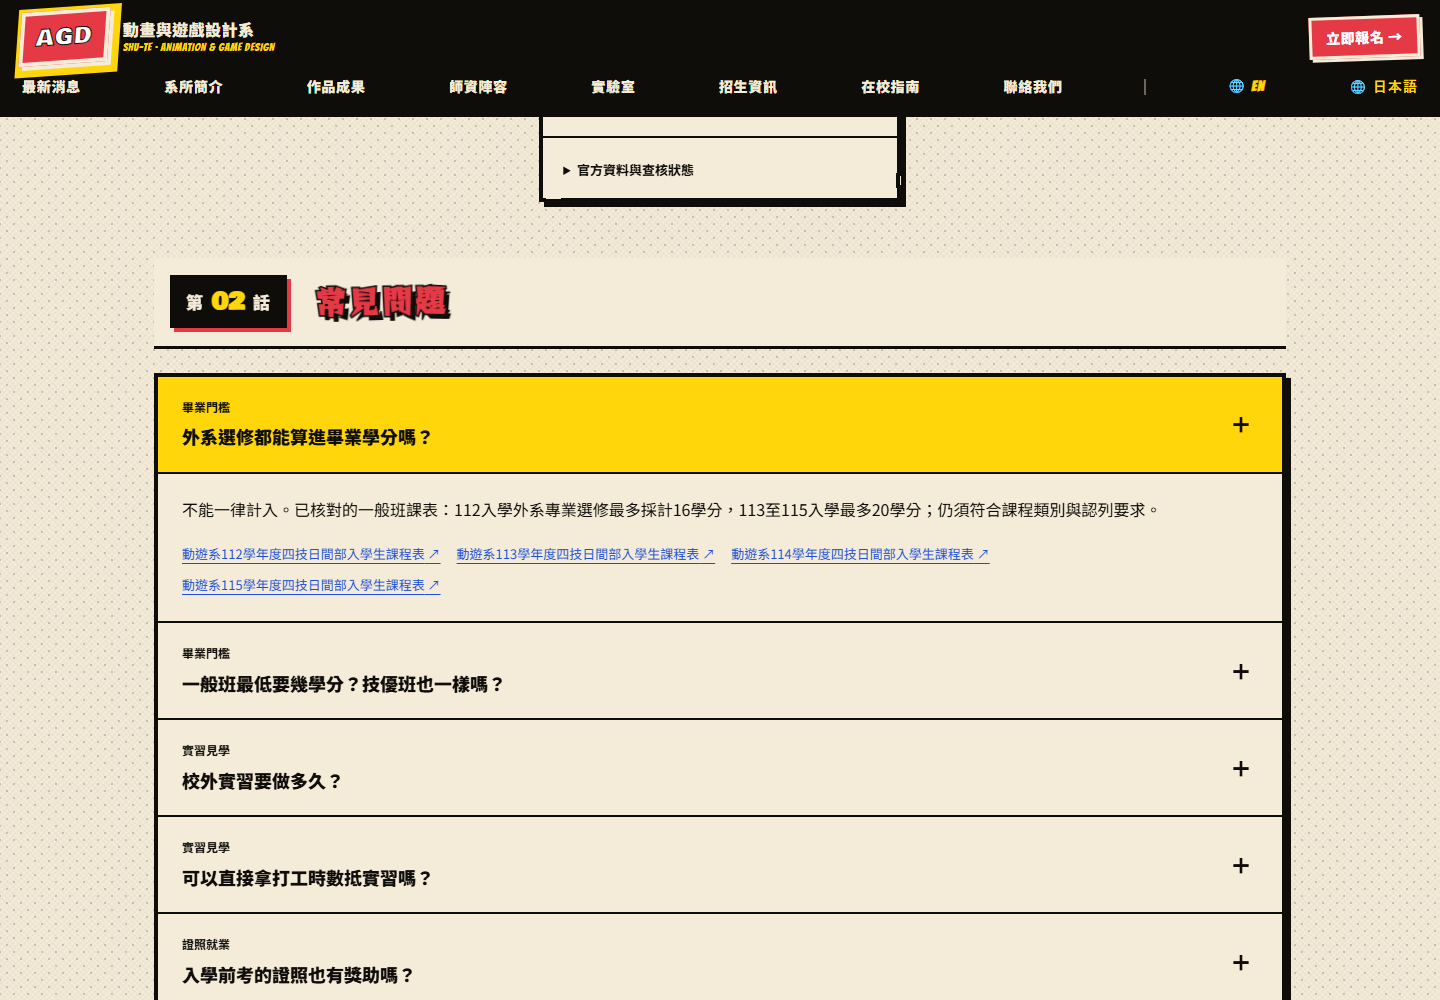 AGD
動畫與遊戲設計系
SHU-TE · ANIMATION & GAME DESIGN
立即報名 →
最新消息
系所簡介
作品成果
師資陣容
實驗室
招生資訊
在校指南
聯絡我們
EN
日本語
官方資料與查核狀態
第 02 話
常見問題
畢業門檻
外系選修都能算進畢業學分嗎？
不能一律計入。已核對的一般班課表：112入學外系專業選修最多採計16學分，113至115入學最多20學分；仍須符合課程類別與認列要求。
動遊系112學年度四技日間部入學生課程表 ↗
動遊系113學年度四技日間部入學生課程表 ↗
動遊系114學年度四技日間部入學生課程表 ↗
動遊系115學年度四技日間部入學生課程表 ↗
畢業門檻
一般班最低要幾學分？技優班也一樣嗎？
實習見學
校外實習要做多久？
實習見學
可以直接拿打工時數抵實習嗎？
證照就業
入學前考的證照也有獎助嗎？